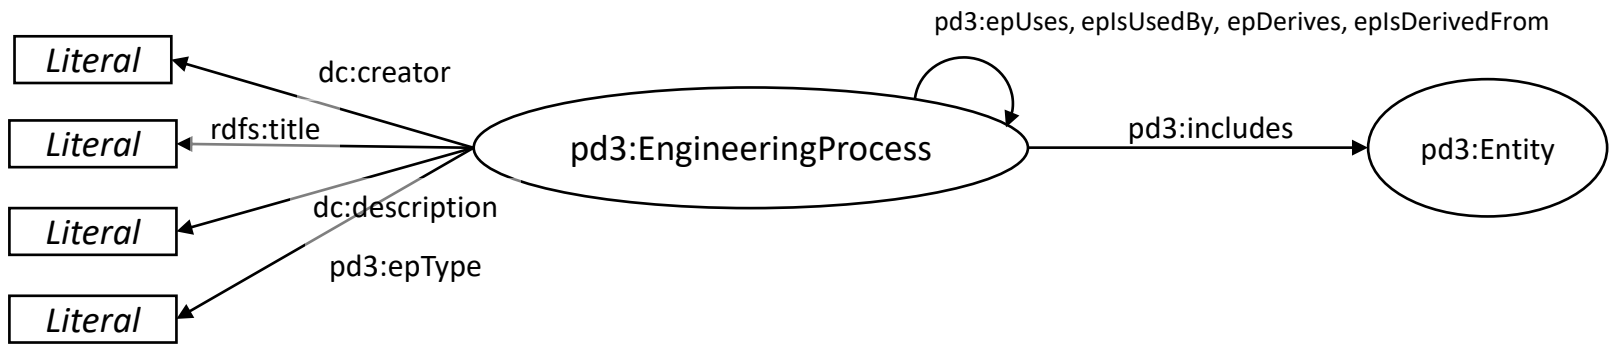 pd3:epUses, epIsUsedBy, epDerives, epIsDerivedFrom
Literal
dc:creator
rdfs:title
Literal
pd3:EngineeringProcess
pd3:includes
pd3:Entity
dc:description
Literal
pd3:epType
Literal